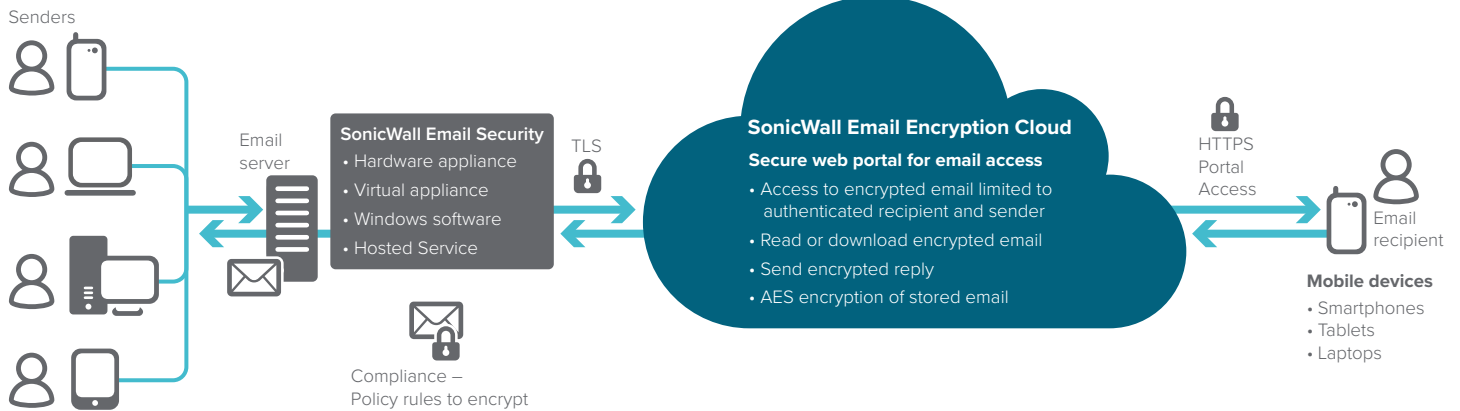 Senders
Email
server
SonicWall Email Security
• Hardware appliance
• Virtual appliance
• Windows software
• Hosted Service
Compliance –
Policy rules to encrypt
TLS
SonicWall Email Encryption Cloud
Secure web portal for email access
• Access to encrypted email limited to
authenticated recipient and sender
• Read or download encrypted email
• Send encrypted reply
• AES encryption of stored email
HTTPS
Portal
Access
Email
recipient
Mobile devices
• Smartphones
• Tablets
• Laptops